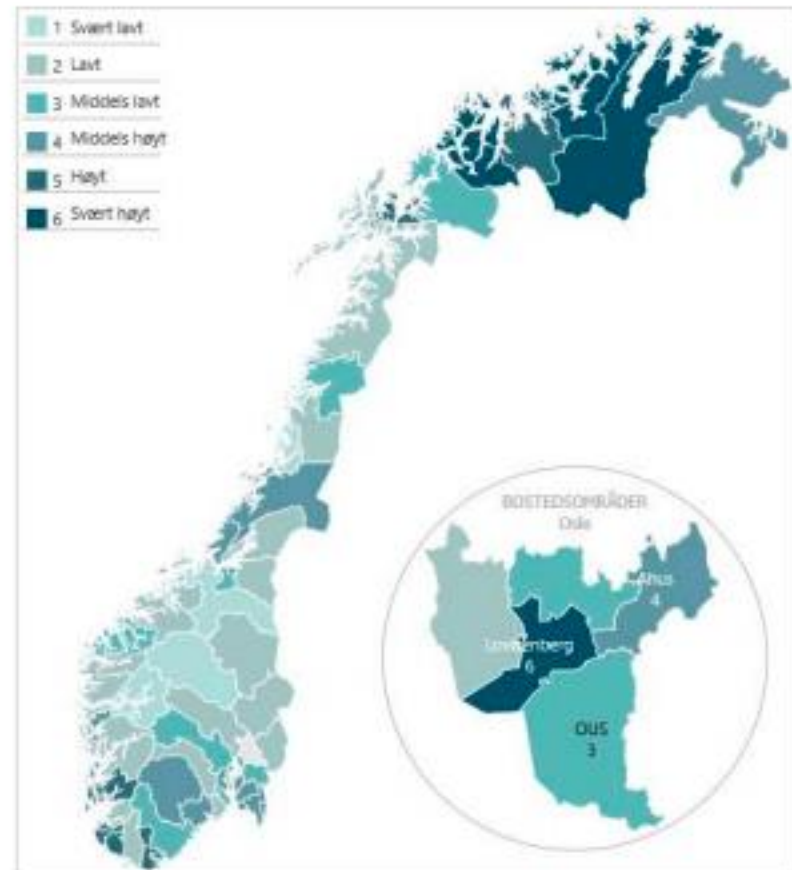 1 Svært lavt
2 Lavt
3 Middels lavt
4 Middels høyt
5 Høyt
6 Svært høyt
BOSTEDSOMRÅDER
Oslo
Ahus
4
Lovisenberg
6
OUS
3